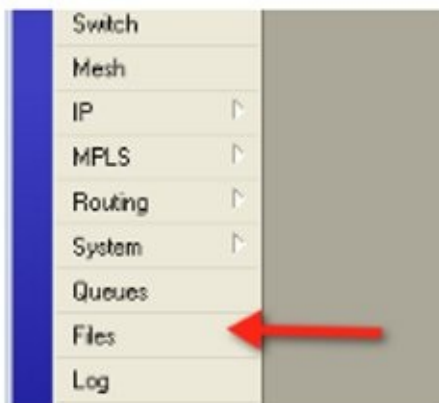 Switch
Mesh
IP
MPLS
Routing
System
Queues
Files
Log